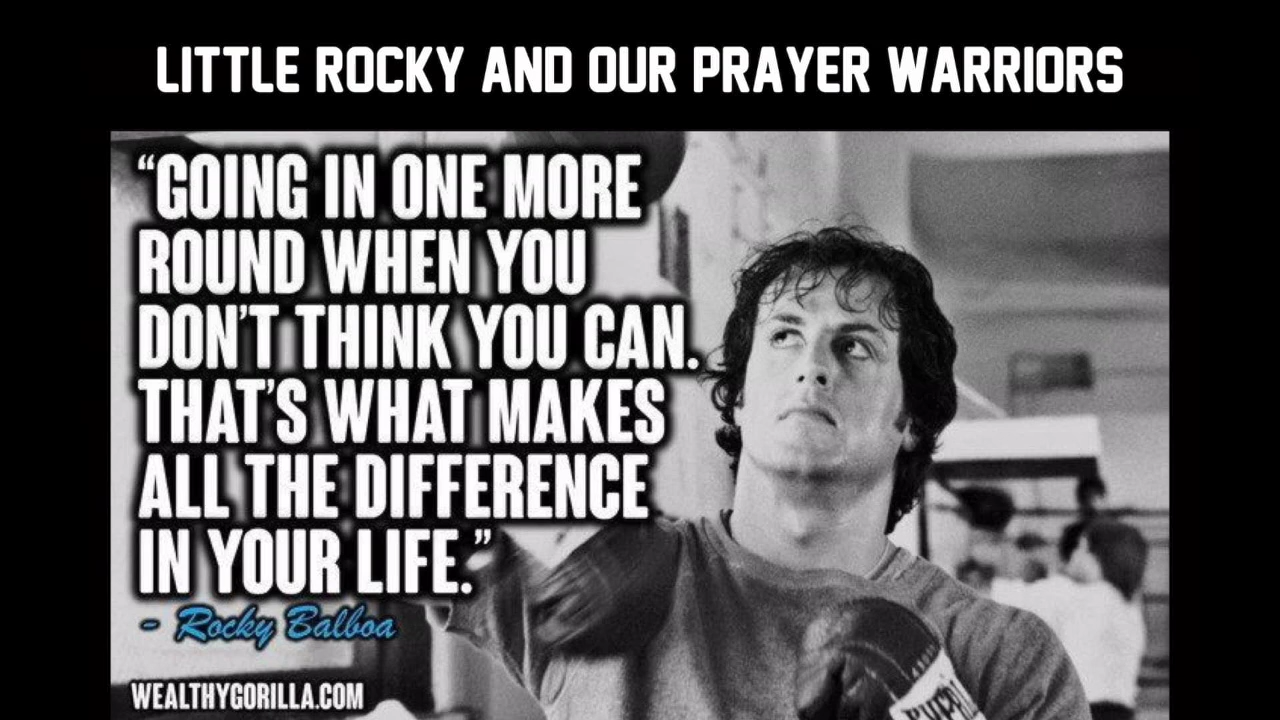 LITTLE ROCKY AND OUR PRAYER WARRIORS
“GOING IN ONE MORE
ROUND WHEN YOU
DON’T THINK YOU CAN.
THAT’S WHAT MAKES
ALL THE DIFFERENCE
IN YOUR LIFE.”
- Rocky Balboa
WEALTHYGORILLA.COM